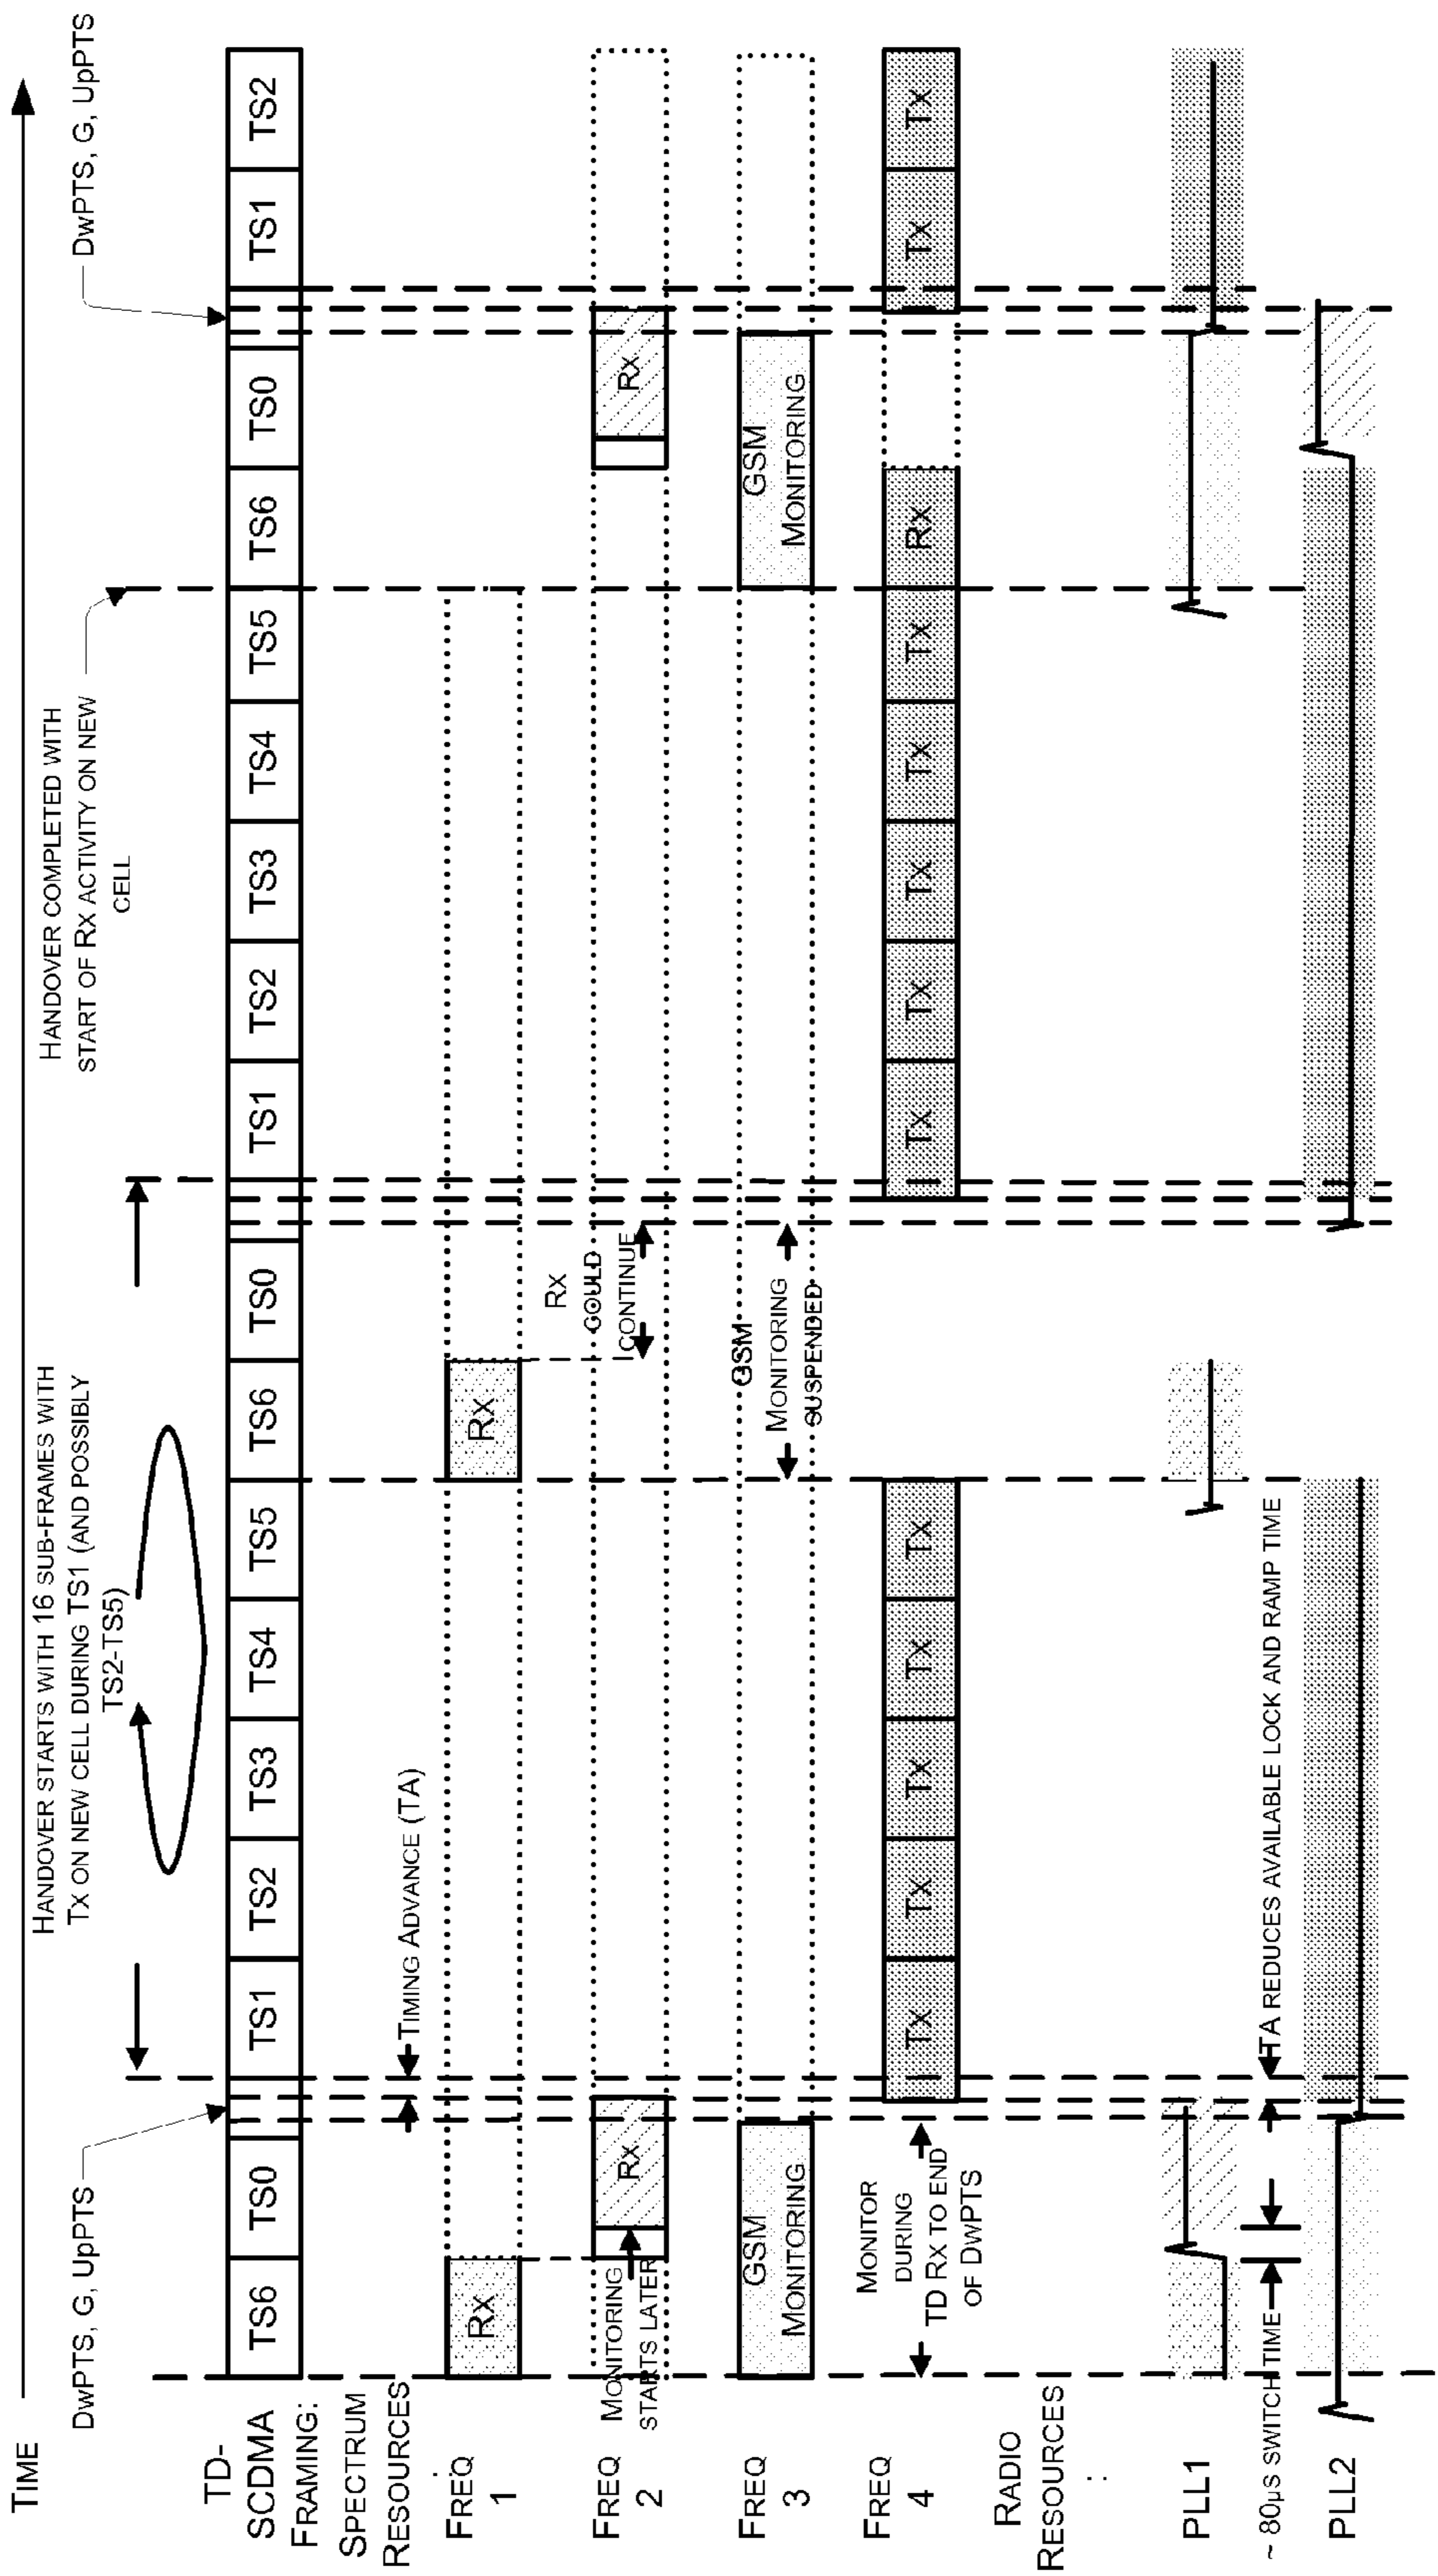 TIME
HANDOVER STARTS WITH 16 SUB-FRAMES WITH
TX ON NEW CELL DURING TS1 (AND POSSIBLY
TS2-TS5)
HANDOVER COMPLETED WITH
START OF RX ACTIVITY ON NEW
CELL
DwPTS, G, UpPTS
DwPTS, G, UpPTS
TD-
SCDMA
FRAMING:
TS6 TS0 TS1 TS2 TS3 TS4 TS5 TS6 TS0 TS1 TS2 TS3 TS4 TS5 TS6 TS0 TS1 TS2
SPECTRUM
RESOURCES
:
TIMING ADVANCE (TA)
FREQ
1
Rx Rx
FREQ
2
MONITORING
STARTS LATER
Rx
RX
GOULD
CONTINUE
Rx
FREQ
3
GSM
MONITORING
GSM
MONITORING
SUSPENDED
GSM
MONITORING
FREQ
4
MONITOR
DURING
TD RX TO END
OF DwPTS
Tx Tx Tx Tx Tx Tx Tx Tx Tx Tx Rx Tx Tx
RADIO
RESOURCES
:
PLL1
~ 80µS SWITCH TIME
TA REDUCES AVAILABLE LOCK AND RAMP TIME
PLL2